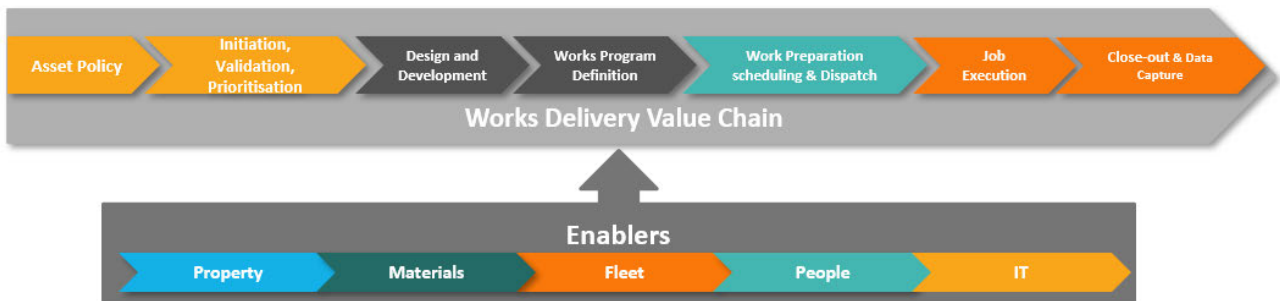 Asset Policy
Initiation,
Validation,
Prioritisation
Design and
Development
Works Program
Definition
Work Preparation
scheduling & Dispatch
Job
Execution
Close-out & Data
Capture
Works Delivery Value Chain
Enablers
Property
Materials
Fleet
People
IT